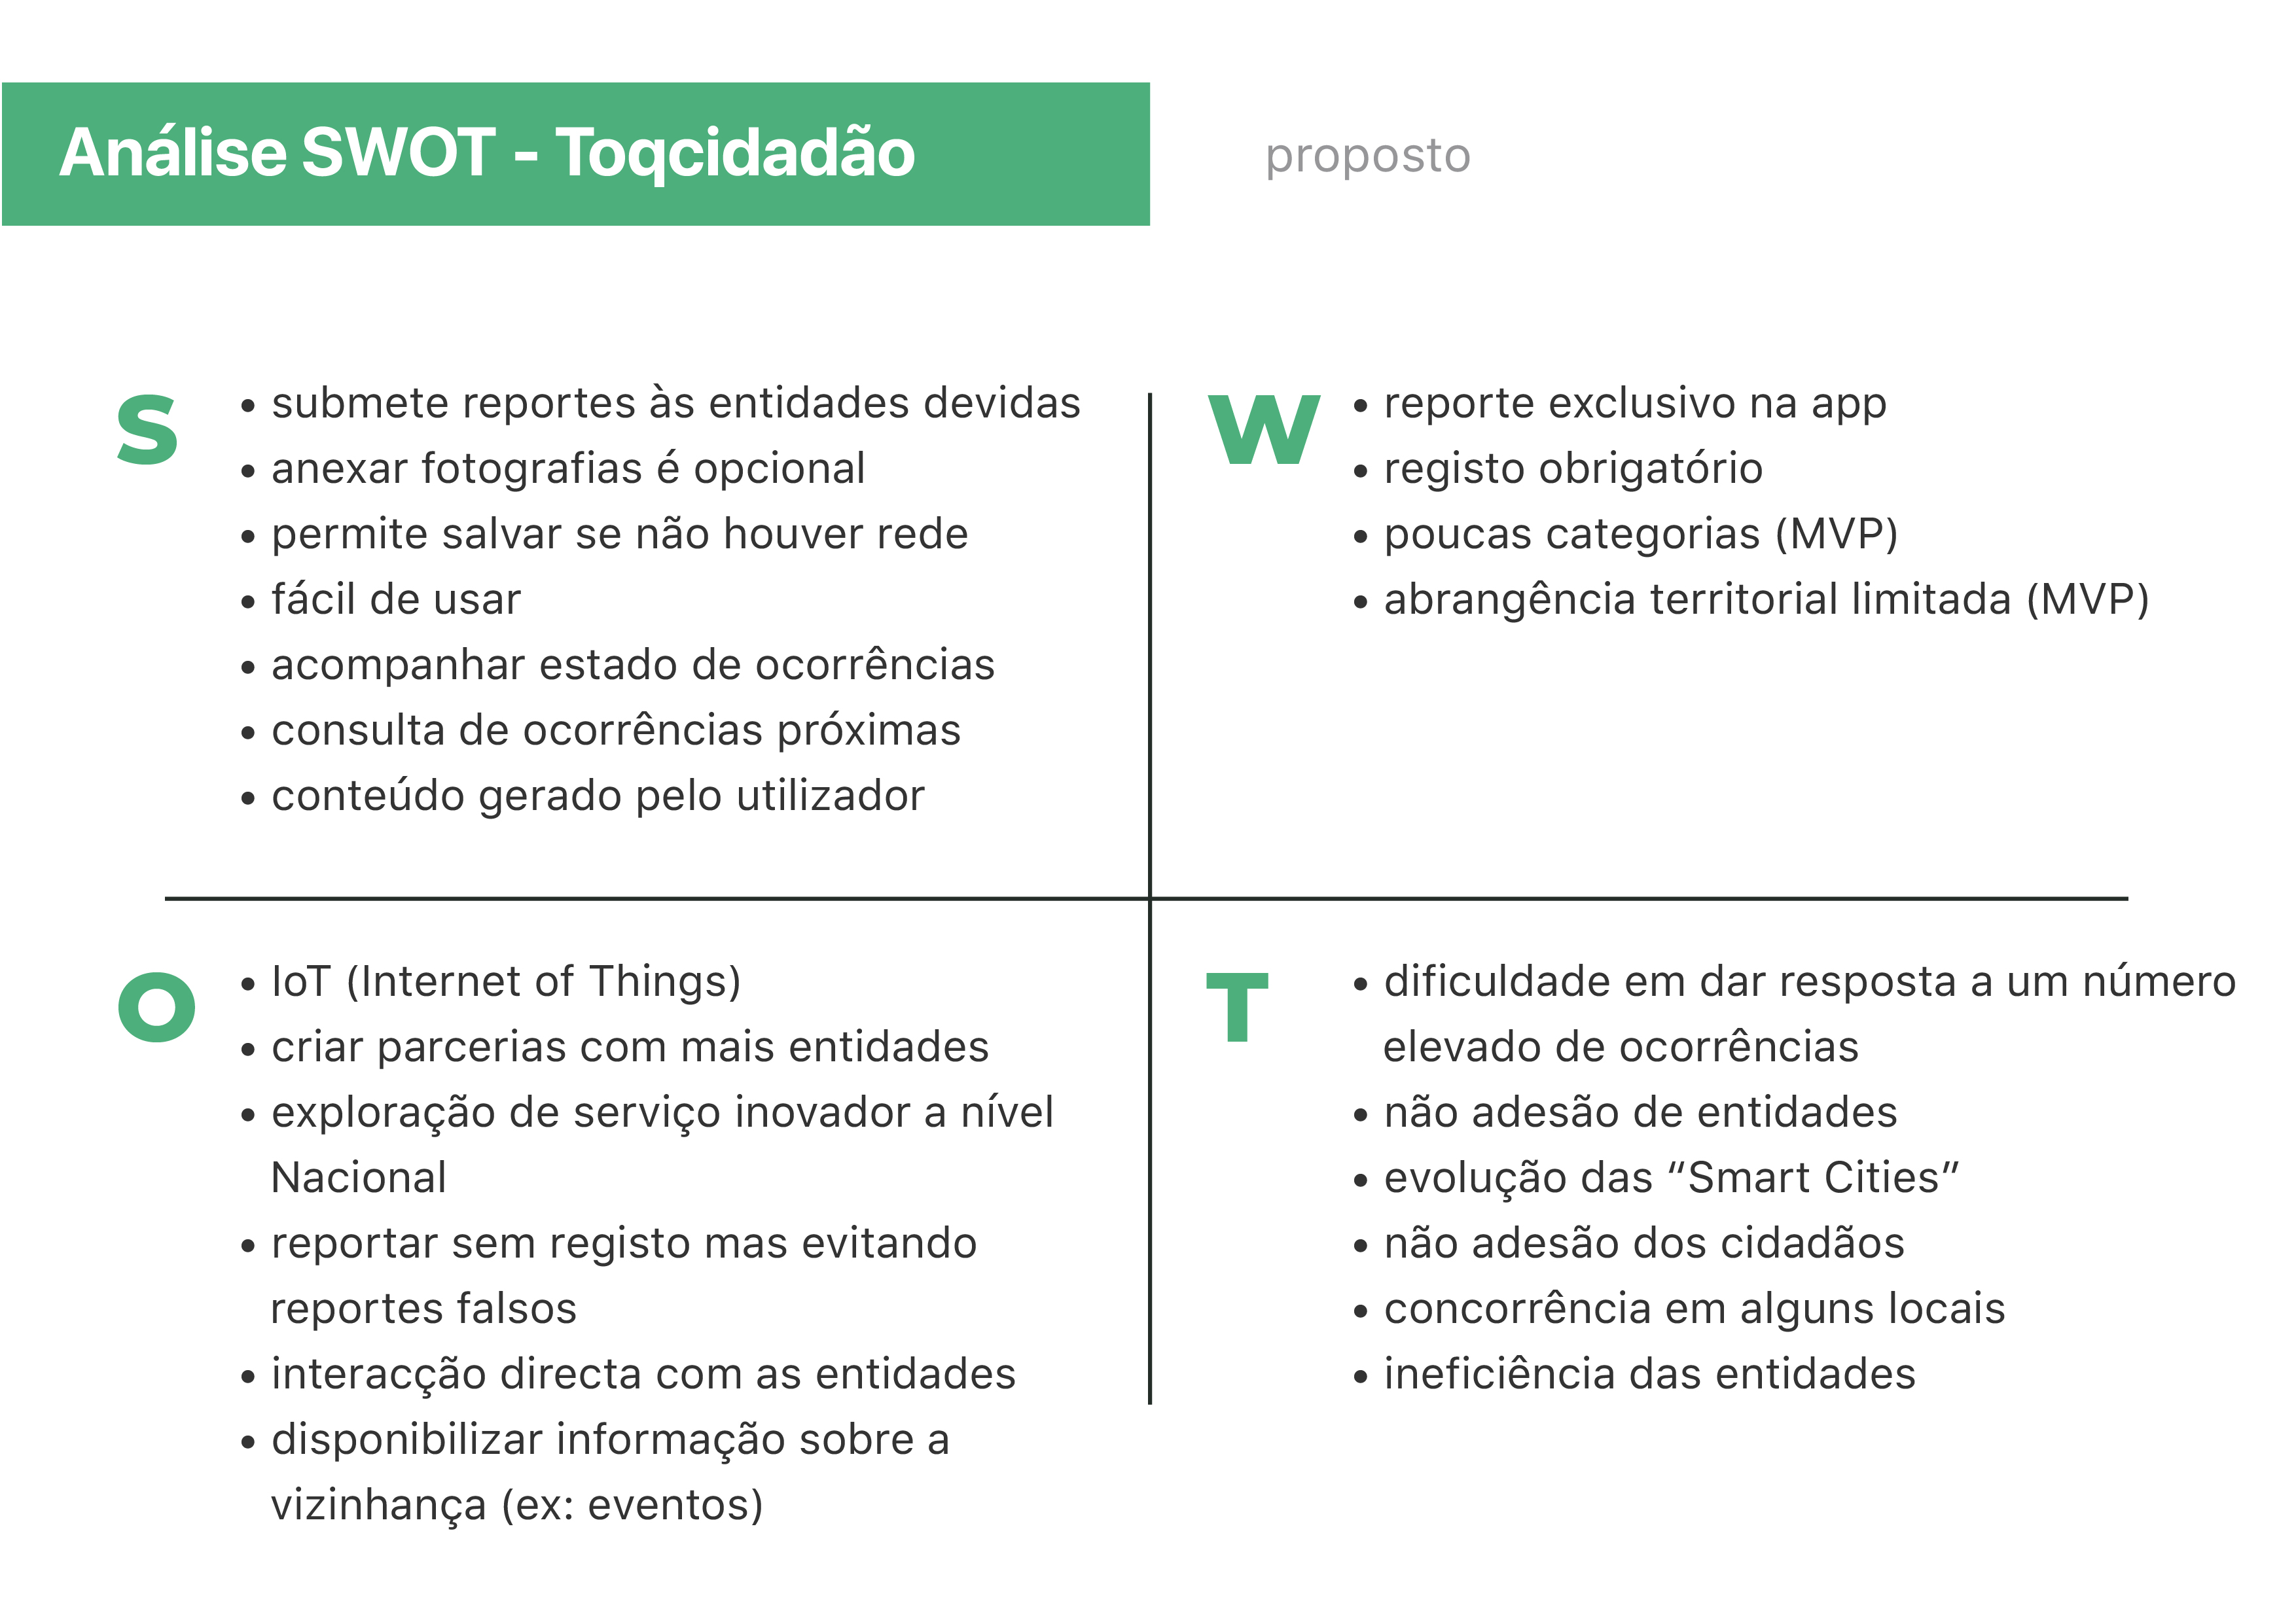 Análise SWOT - Toqcidadão
proposto
S
• submete reportes às entidades devidas
• anexar fotografias é opcional
• permite salvar se não houver rede
• fácil de usar
• acompanhar estado de ocorrências
• consulta de ocorrências próximas
• conteúdo gerado pelo utilizador
W
• reporte exclusivo na app
• registo obrigatório
• poucas categorias (MVP)
• abrangência territorial limitada (MVP)
O
• IoT (Internet of Things)
• criar parcerias com mais entidades
• exploração de serviço inovador a nível
Nacional
• reportar sem registo mas evitando
reportes falsos
• interacção directa com as entidades
• disponibilizar informação sobre a
vizinhança (ex: eventos)
T
• dificuldade em dar resposta a um número
elevado de ocorrências
• não adesão de entidades
• evolução das “Smart Cities”
• não adesão dos cidadãos
• concorrência em alguns locais
• ineficiência das entidades